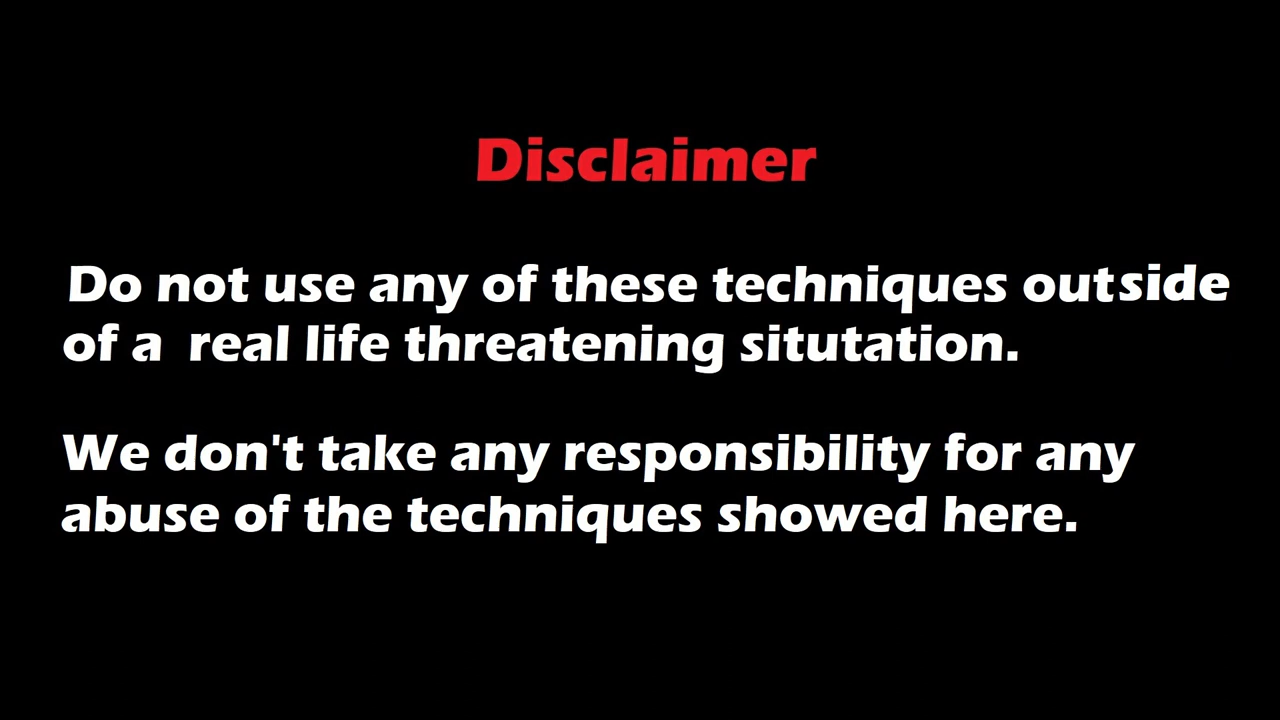 Disclaimer
Do not use any of these techniques outside
of a real life threatening situtation.
We don't take any responsibility for any
abuse of the techniques showed here.